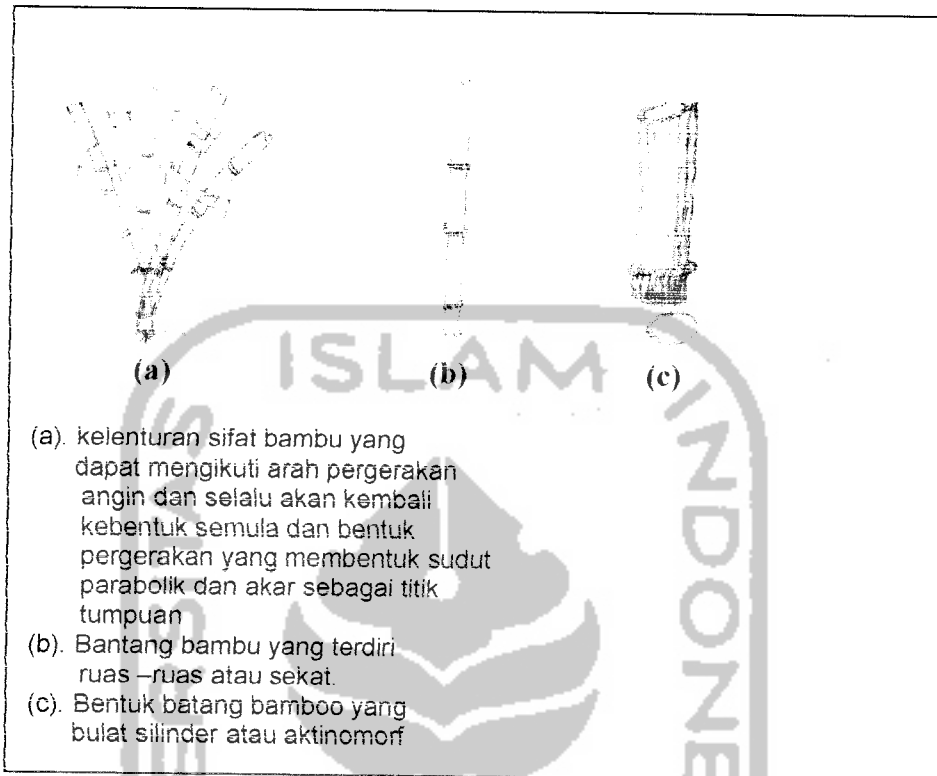 (a) (b) (c)
ISLAM
INDONE
ERSITAS
(a). kelenturan sifat bambu yang
dapat mengikuti arah pergerakan
angin dan selalu akan kembali
kebentuk semula dan bentuk
pergerakan yang membentuk sudut
parabolik dan akar sebagai titik
tumpuan
(b). Bantang bambu yang terdiri
ruas –ruas atau sekat.
(c). Bentuk batang bamboo yang
bulat silinder atau aktinomorf